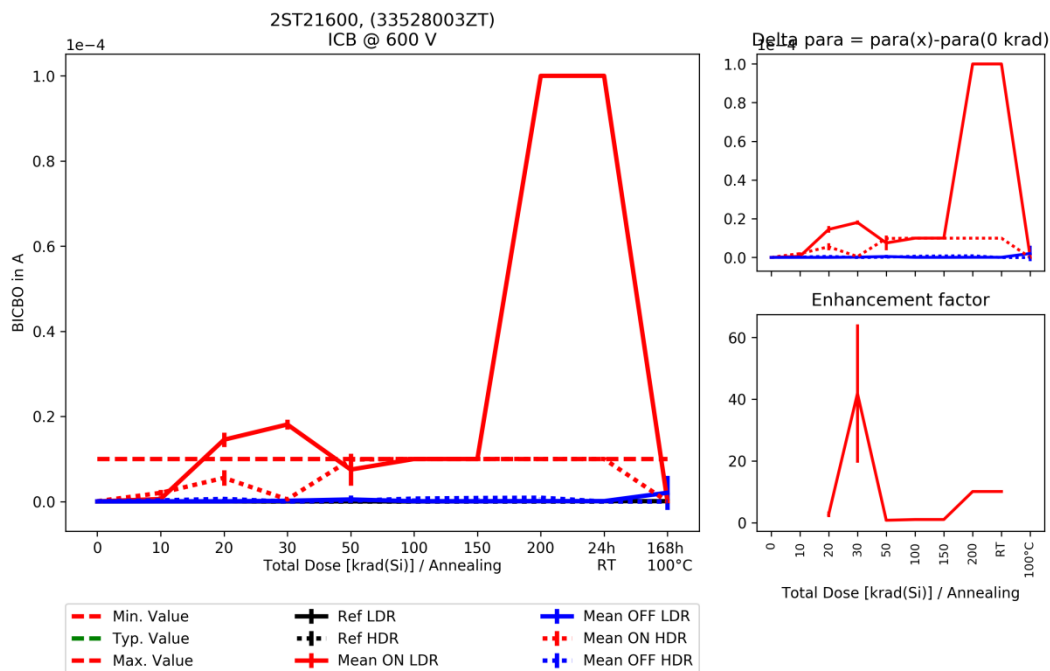 2ST21600, (33528003ZT)
ICB @ 600 V
1e−4
BICBO in A
1.0
0.8
0.6
0.4
0.2
0.0
0 10 20 30 50 100 150 200 24h 168h
RT 100°C
Total Dose [krad(Si)] / Annealing
Delta para = para(x)-para(0 krad)
1e−4
1.0
0.8
0.6
0.4
0.2
0.0
Enhancement factor
60
40
20
0
0 10 20 30 50 100 150 200 RT 100°C
Total Dose [krad(Si)] / Annealing
Min. Value Ref LDR Mean OFF LDR
Typ. Value Ref HDR Mean ON HDR
Max. Value Mean ON LDR Mean OFF HDR